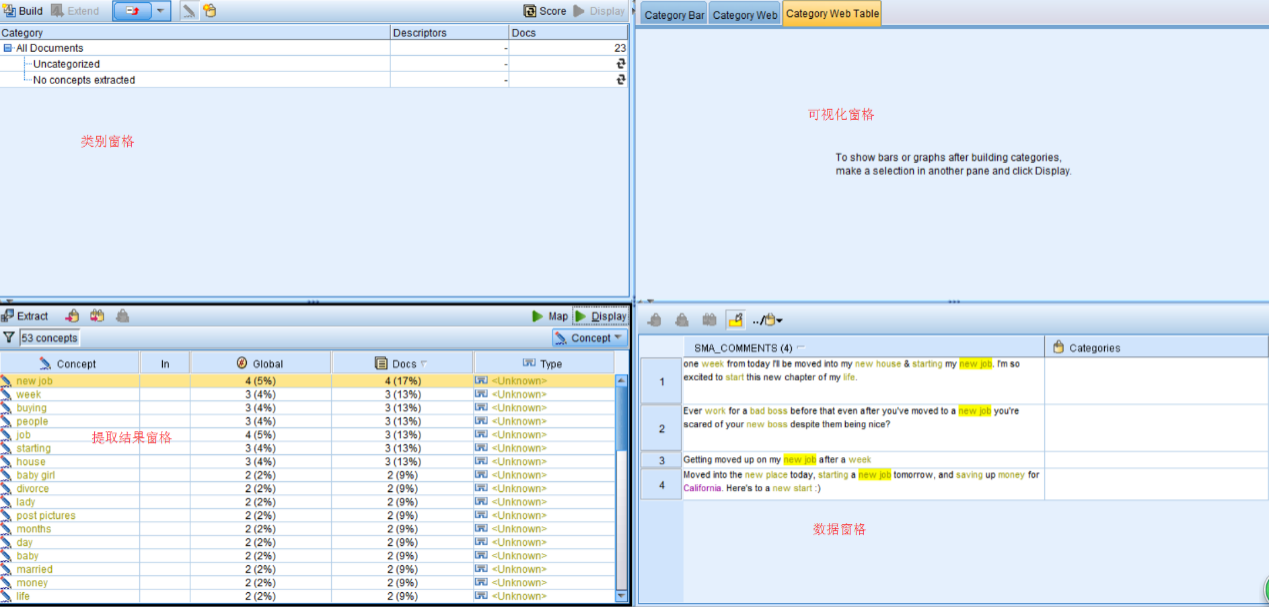 Build Extend Score Display
Category Descriptors Docs
All Documents - 23
Uncategorized -
No concepts extracted -
类别窗格
Category Bar Category Web Category Web Table
可视化窗格
To show bars or graphs after building categories,
make a selection in another pane and click Display.
Extract Map Display
53 concepts Concept
Concept In Global Docs Type
new job 4 (5%) 4 (17%) <Unknown>
week 3 (4%) 3 (13%) <Unknown>
buying 3 (4%) 3 (13%) <Unknown>
people 3 (4%) 3 (13%) <Unknown>
job 4 (5%) 3 (13%) <Unknown>
提取结果窗格
starting 3 (4%) 3 (13%) <Unknown>
house 3 (4%) 3 (13%) <Unknown>
baby girl 2 (2%) 2 (9%) <Unknown>
divorce 2 (2%) 2 (9%) <Unknown>
lady 2 (2%) 2 (9%) <Unknown>
post pictures 2 (2%) 2 (9%) <Unknown>
months 2 (2%) 2 (9%) <Unknown>
day 2 (2%) 2 (9%) <Unknown>
baby 2 (2%) 2 (9%) <Unknown>
married 2 (2%) 2 (9%) <Unknown>
money 2 (2%) 2 (9%) <Unknown>
life 2 (2%) 2 (9%) <Unknown>
../
SMA_COMMENTS (4) Categories
1 one week from today I'll be moved into my new house & starting my new job. I'm so
excited to start this new chapter of my life.
2 Ever work for a bad boss before that even after you've moved to a new job you're
scared of your new boss despite them being nice?
3 Getting moved up on my new job after a week
4 Moved into the new place today, starting a new job tomorrow, and saving up money for
California. Here's to a new start :)
数据窗格